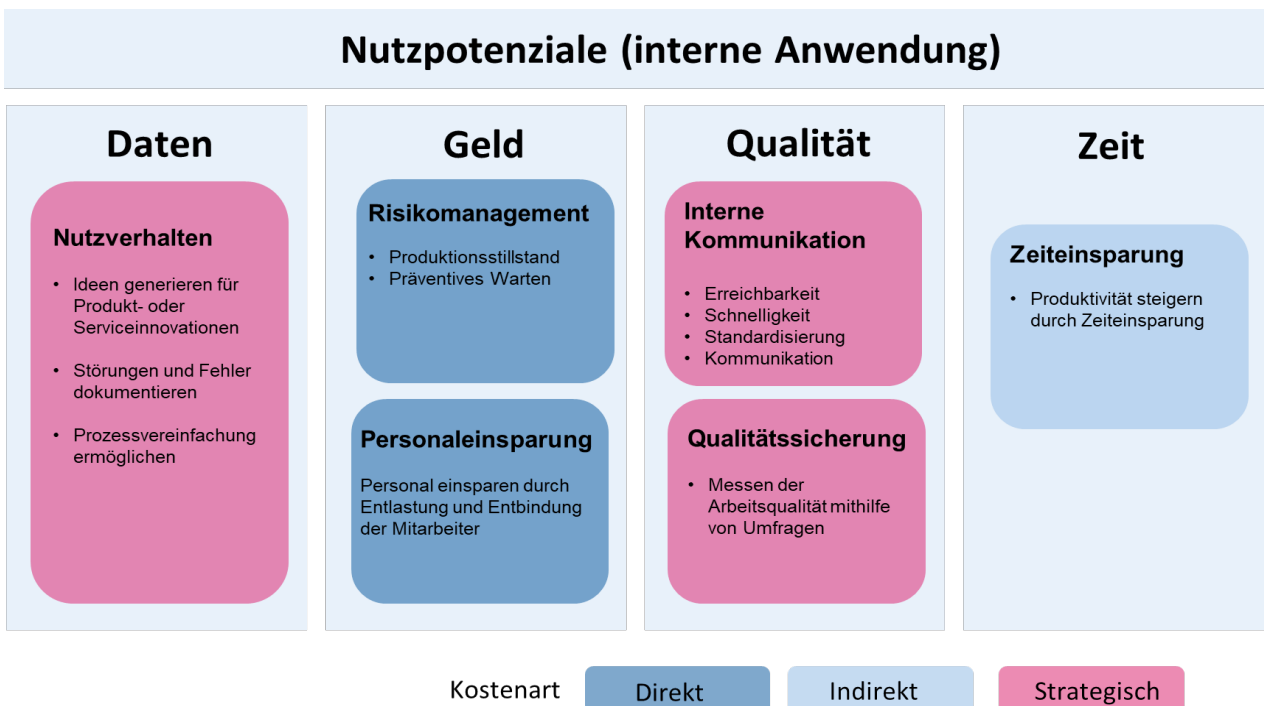 Nutzpotenziale (interne Anwendung)
Daten
Nutzverhalten
• Ideen generieren für
Produkt- oder
Serviceinnovationen
• Störungen und Fehler
dokumentieren
• Prozessvereinfachung
ermöglichen
Geld
Risikomanagement
• Produktionsstillstand
• Präventives Warten
Personaleinsparung
Personal einsparen durch
Entlastung und Entbindung
der Mitarbeiter
Qualität
Interne
Kommunikation
• Erreichbarkeit
• Schnelligkeit
• Standardisierung
• Kommunikation
Qualitätssicherung
• Messen der
Arbeitsqualität mithilfe
von Umfragen
Zeit
Zeiteinsparung
• Produktivität steigern
durch Zeiteinsparung
Kostenart Direkt Indirekt Strategisch